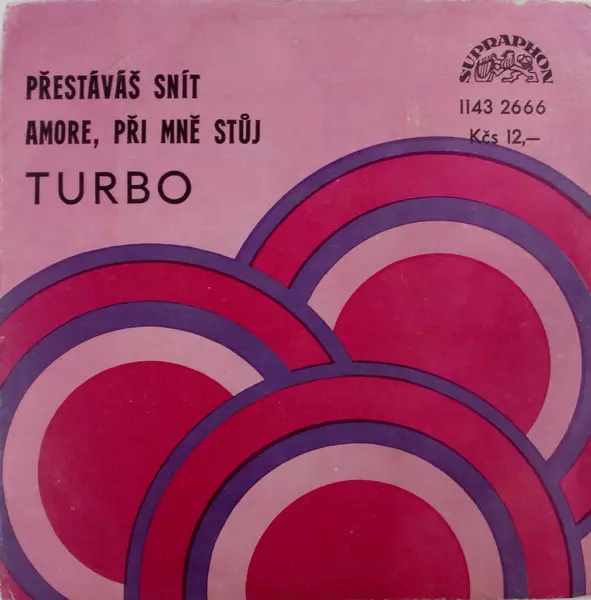 PŘESTÁVÁŠ SNÍT
AMORE, PŘI MNĚ STŮJ
TURBO
SUPRAPHON
1143 2666
Kčs 12,—